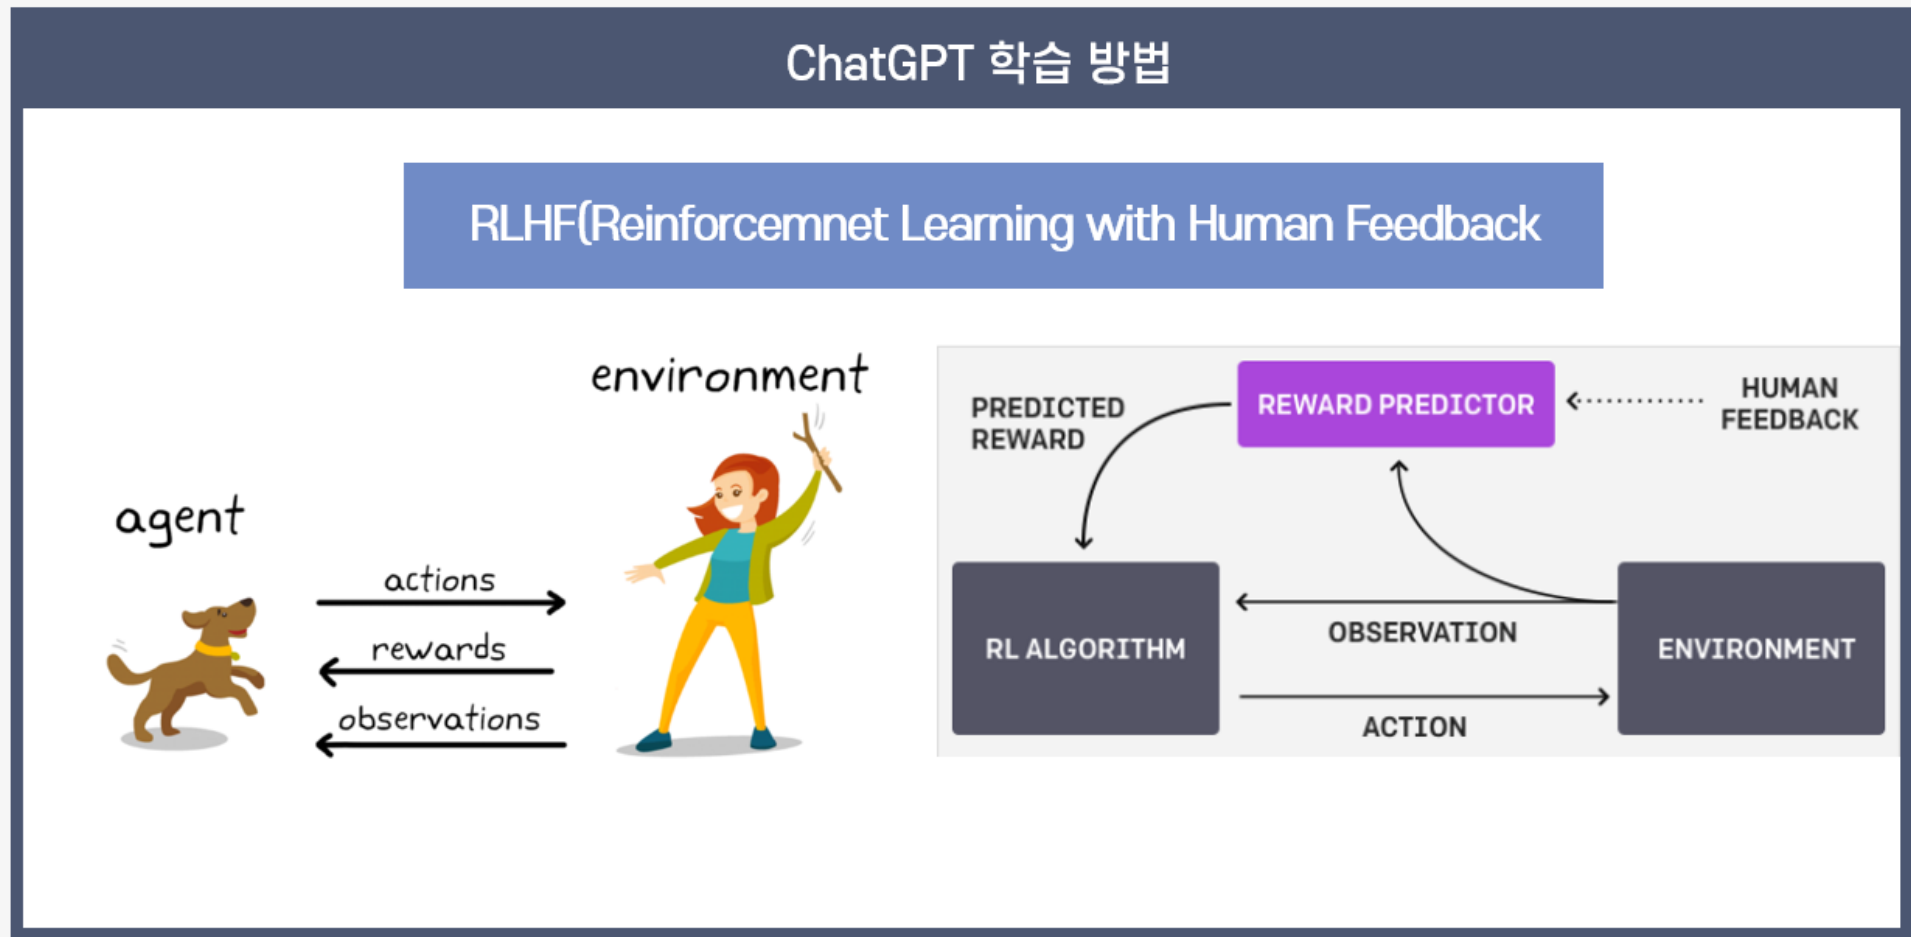 ChatGPT 학습 방법
RLHF(Reinforcemnet Learning with Human Feedback
environment
agent
actions
rewards
observations
PREDICTED
REWARD
REWARD PREDICTOR
HUMAN
FEEDBACK
RL ALGORITHM
OBSERVATION
ACTION
ENVIRONMENT